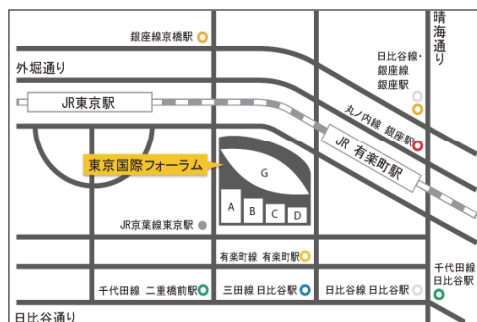 銀座線京橋駅
晴海通り
外堀通り
日比谷線・
銀座線
銀座駅
JR東京駅
丸ノ内線 銀座駅
JR 有楽町駅
東京国際フォーラム
G
A
B
C
D
JR京葉線東京駅
有楽町線 有楽町駅
千代田線
日比谷駅
千代田線 二重橋前駅
三田線 日比谷駅
日比谷線 日比谷駅
日比谷通り